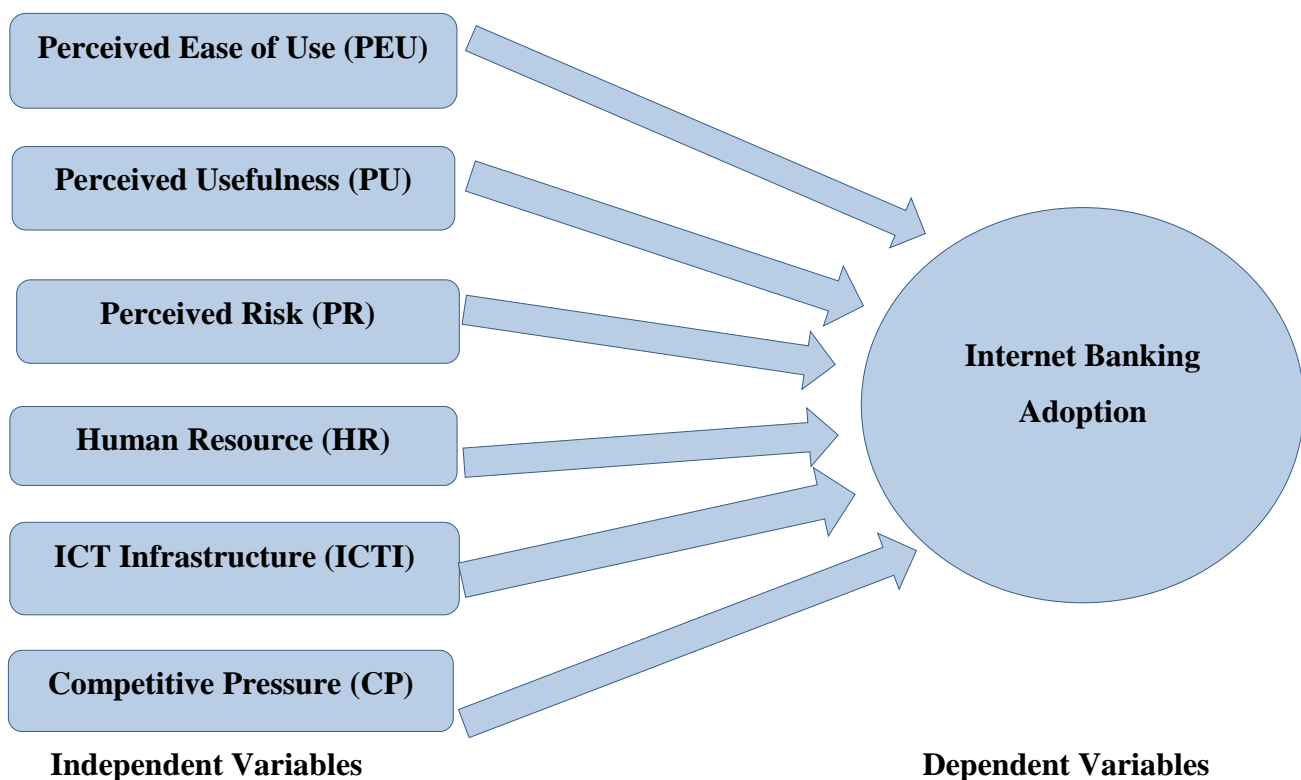 Perceived Ease of Use (PEU)
Perceived Usefulness (PU)
Perceived Risk (PR)
Human Resource (HR)
ICT Infrastructure (ICTI)
Competitive Pressure (CP)
Internet Banking
Adoption
Independent Variables
Dependent Variables